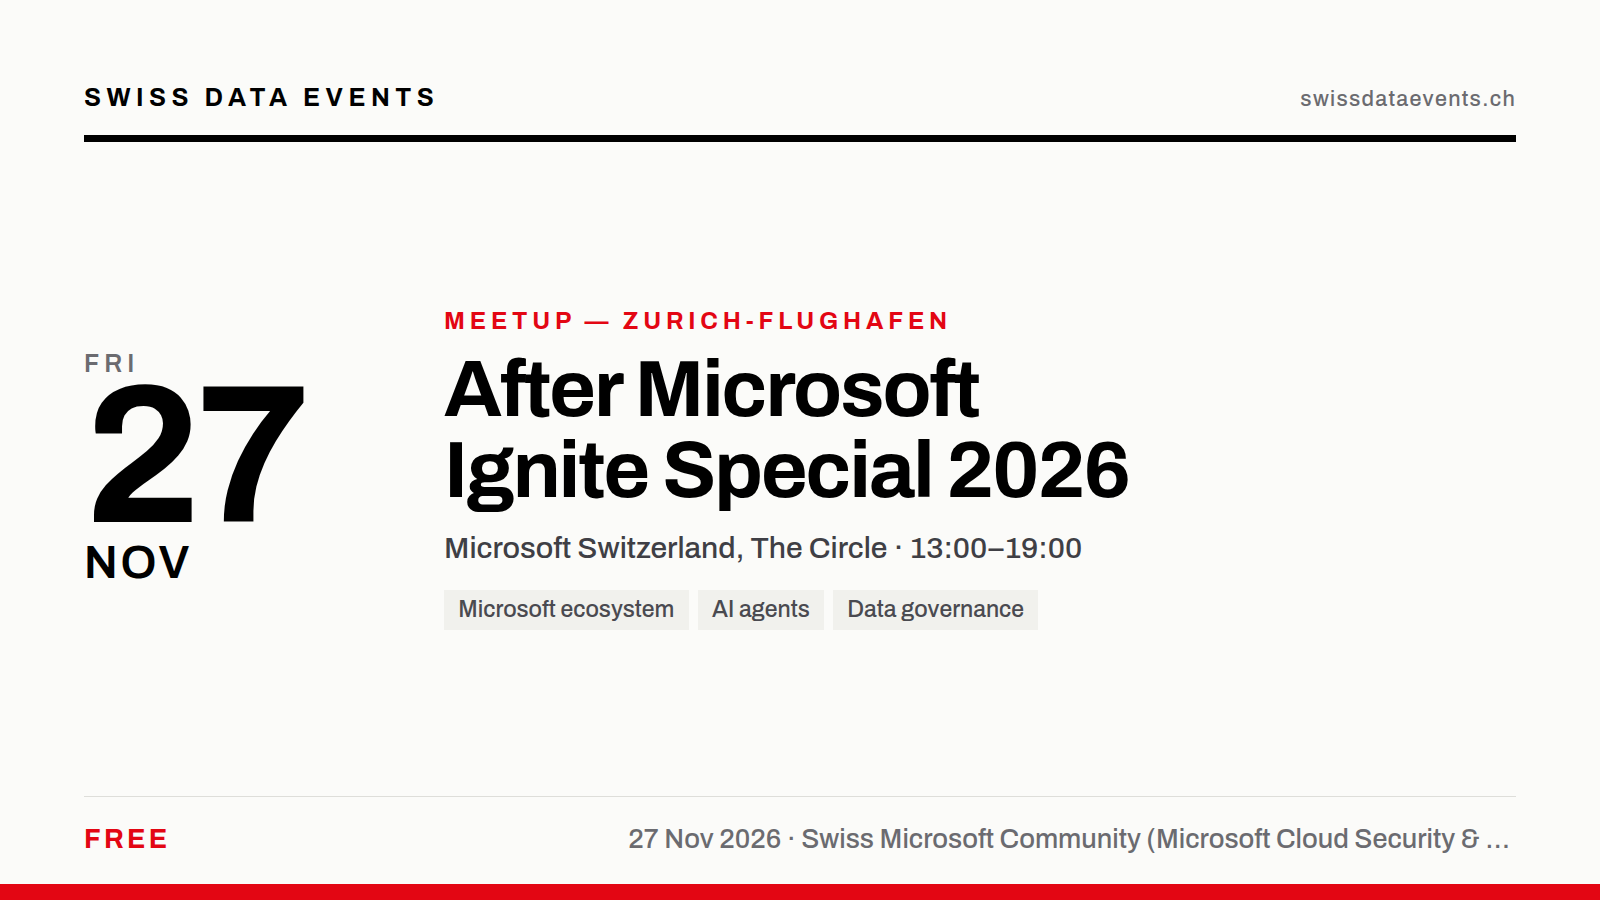 SWISS DATA EVENTS
swissdataevents.ch
FRI
27
NOV
MEETUP — ZURICH-FLUGHAFEN
After Microsoft
Ignite Special 2026
Microsoft Switzerland, The Circle · 13:00–19:00
Microsoft ecosystem
AI agents
Data governance
FREE
27 Nov 2026 · Swiss Microsoft Community (Microsoft Cloud Security & …